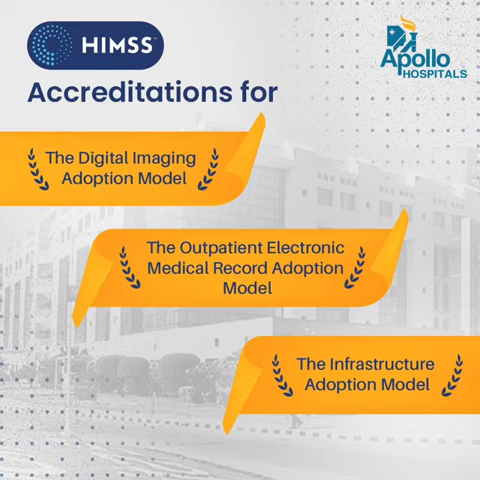 HIMSS™
Apollo
HOSPITALS
Accreditations for
The Digital Imaging
Adoption Model
The Outpatient Electronic
Medical Record Adoption
Model
The Infrastructure
Adoption Model